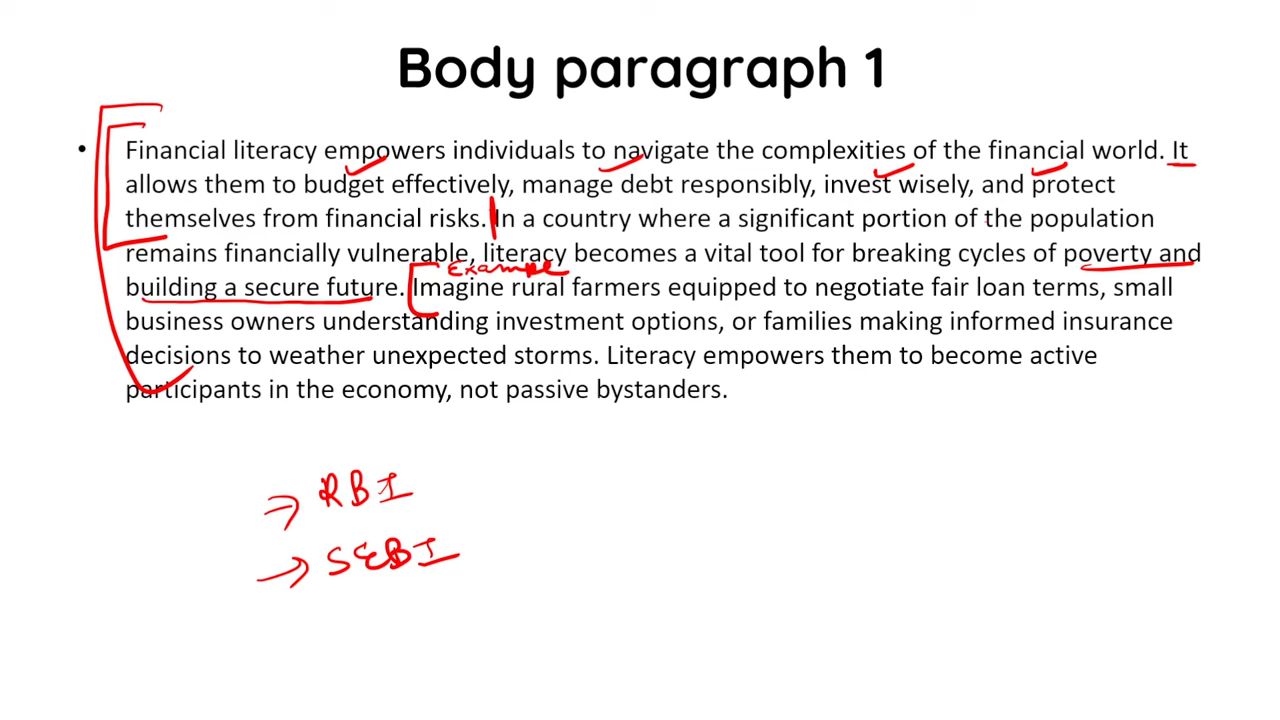 Body paragraph 1
• Financial literacy empowers individuals to navigate the complexities of the financial world. It
allows them to budget effectively, manage debt responsibly, invest wisely, and protect
themselves from financial risks. In a country where a significant portion of the population
remains financially vulnerable, literacy becomes a vital tool for breaking cycles of poverty and
Example
building a secure future. Imagine rural farmers equipped to negotiate fair loan terms, small
business owners understanding investment options, or families making informed insurance
decisions to weather unexpected storms. Literacy empowers them to become active
participants in the economy, not passive bystanders.
→ RBI
→ SEBI